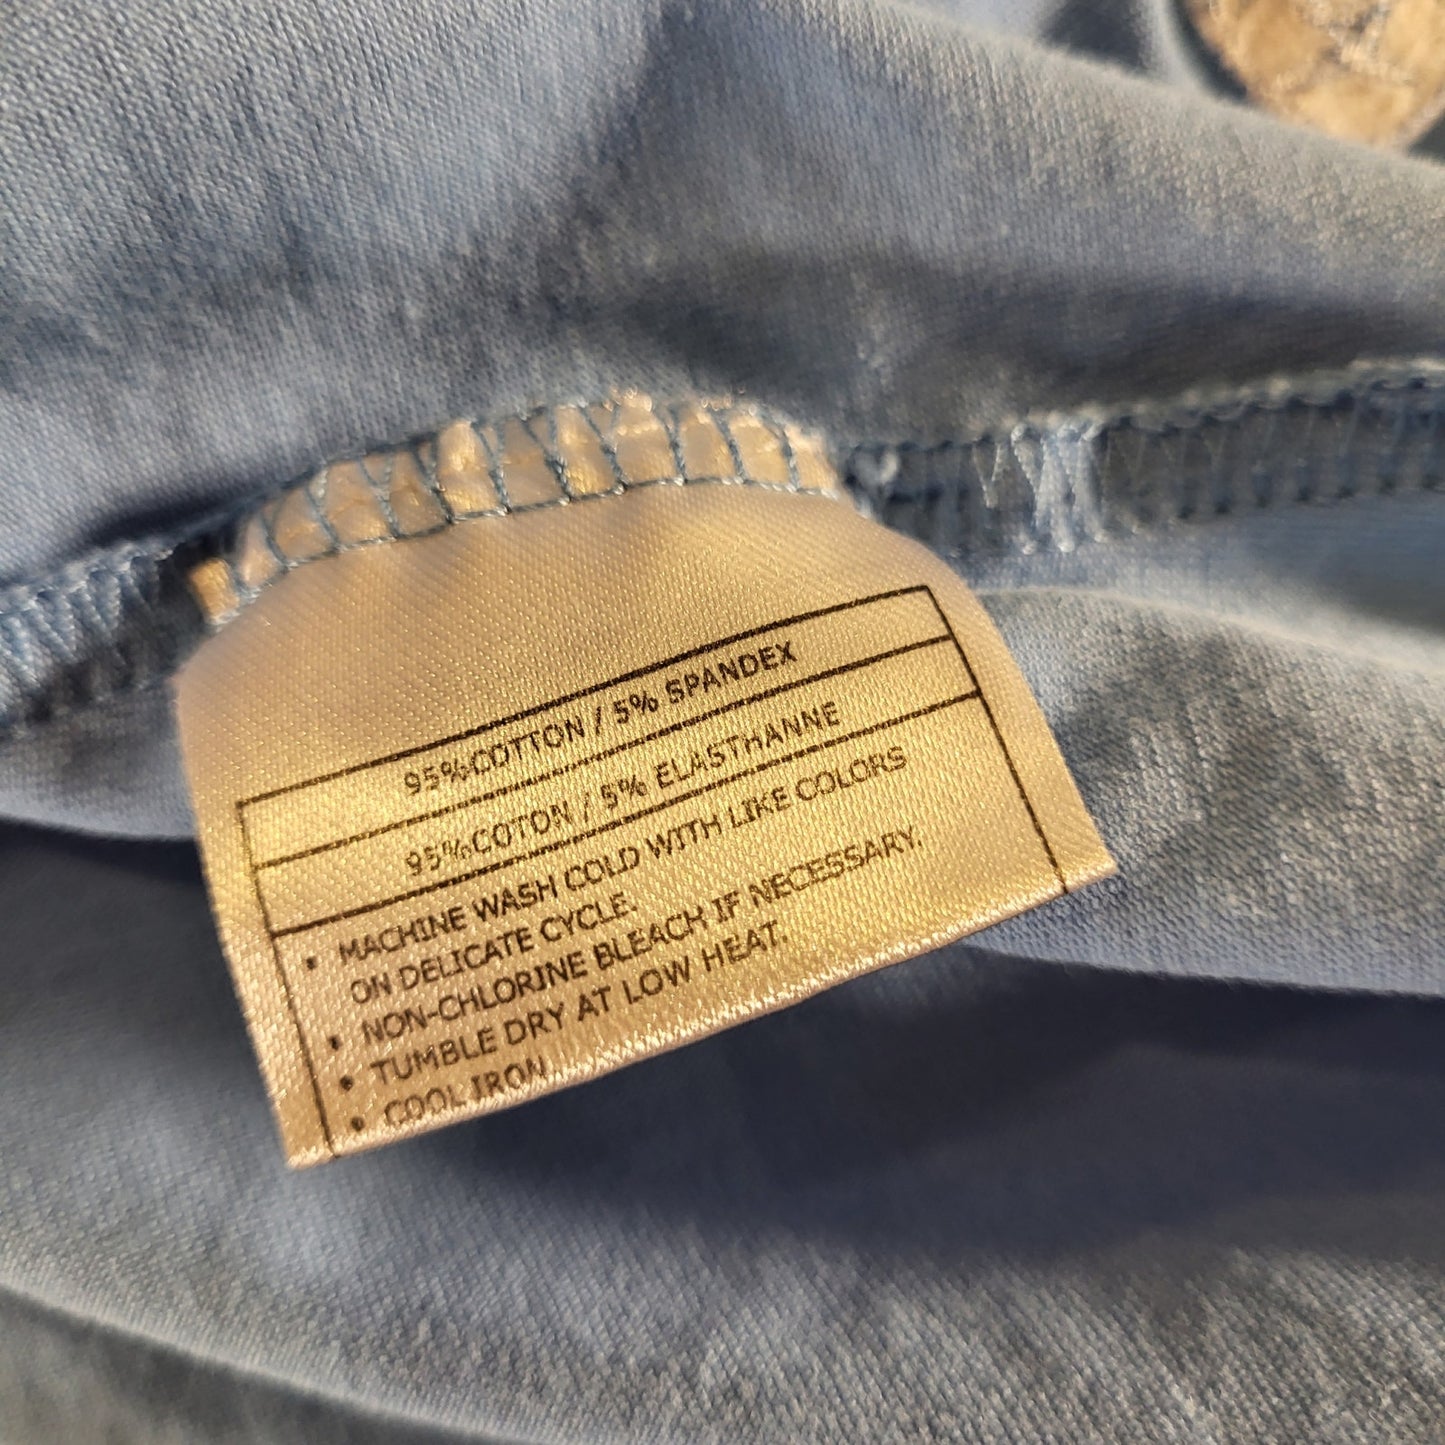 95%COTTON / 5% SPANDEX
95%COTON / 5% ELASTHANNE
• MACHINE WASH COLD WITH LIKE COLORS
ON DELICATE CYCLE.
• NON-CHLORINE BLEACH IF NECESSARY.
• TUMBLE DRY AT LOW HEAT.
• COOL IRON.